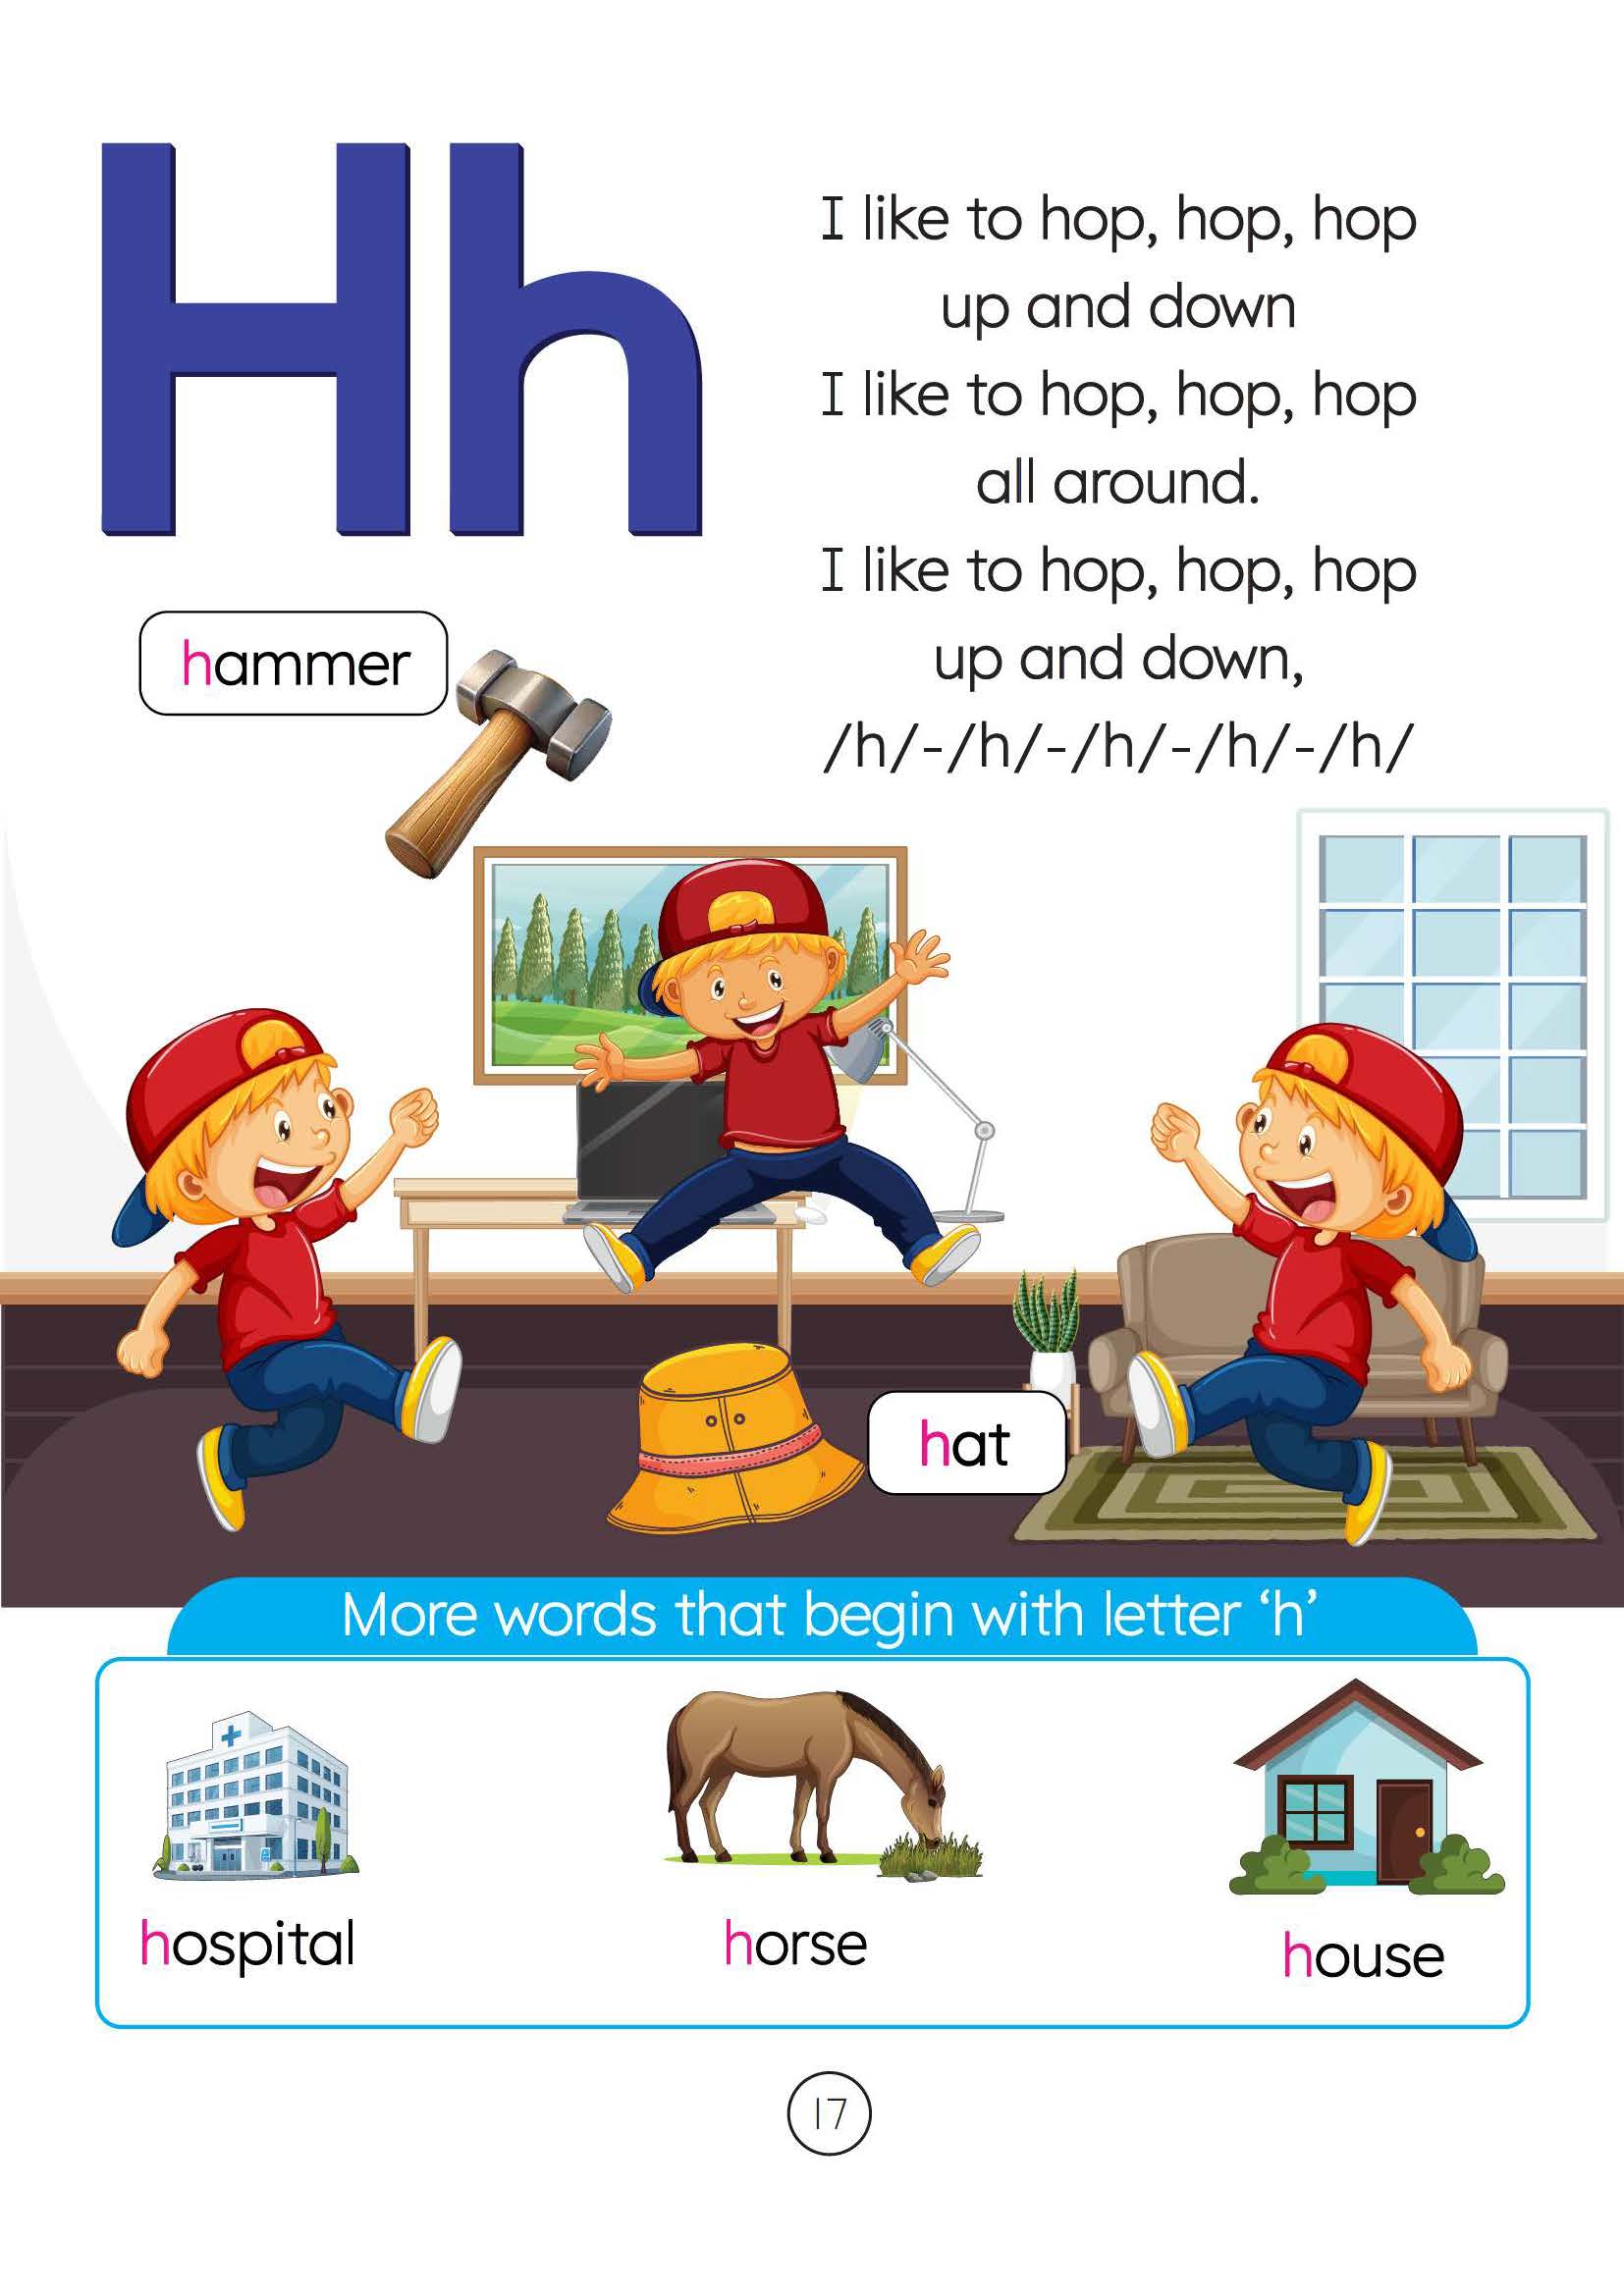 Hh
I like to hop, hop, hop
up and down
I like to hop, hop, hop
all around.
I like to hop, hop, hop
up and down,
/h/-/h/-/h/-/h/-/h/
hammer
hat
More words that begin with letter ‘h’
hospital
horse
house
17